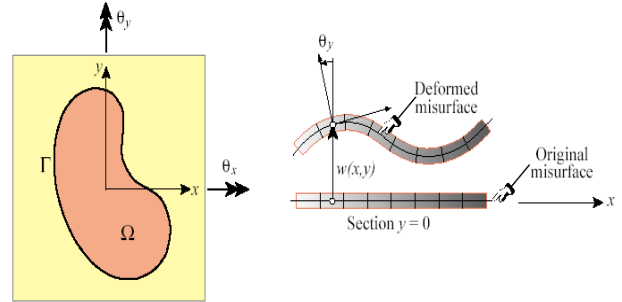 θy
y
Γ
θx
x
Ω
θy
Deformed
misurface
w(x,y)
Original
misurface
x
Section y = 0